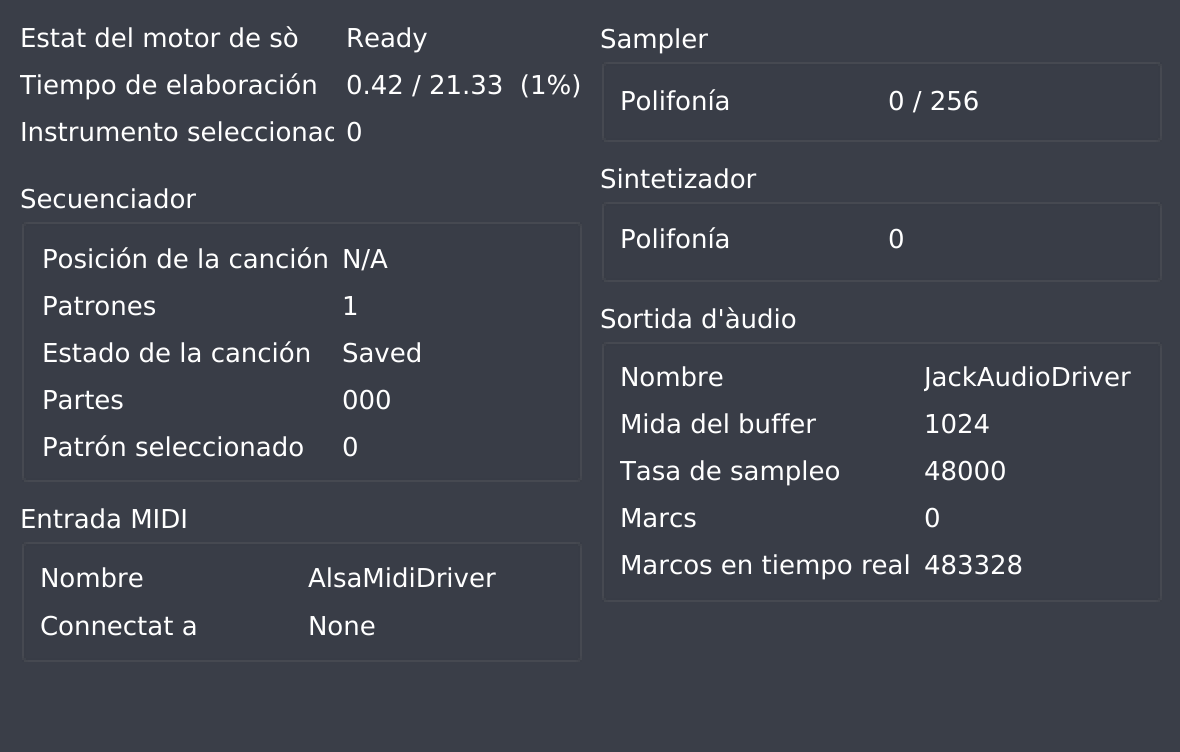 Estat del motor de sò Ready
Tiempo de elaboración 0.42 / 21.33 (1%)
Instrumento seleccionac 0
Secuenciador
Posición de la canción N/A
Patrones 1
Estado de la canción Saved
Partes 000
Patrón seleccionado 0
Entrada MIDI
Nombre AlsaMidiDriver
Connectat a None
Sampler
Polifonía 0 / 256
Sintetizador
Polifonía 0
Sortida d'àudio
Nombre JackAudioDriver
Mida del buffer 1024
Tasa de sampleo 48000
Marcs 0
Marcos en tiempo real 483328